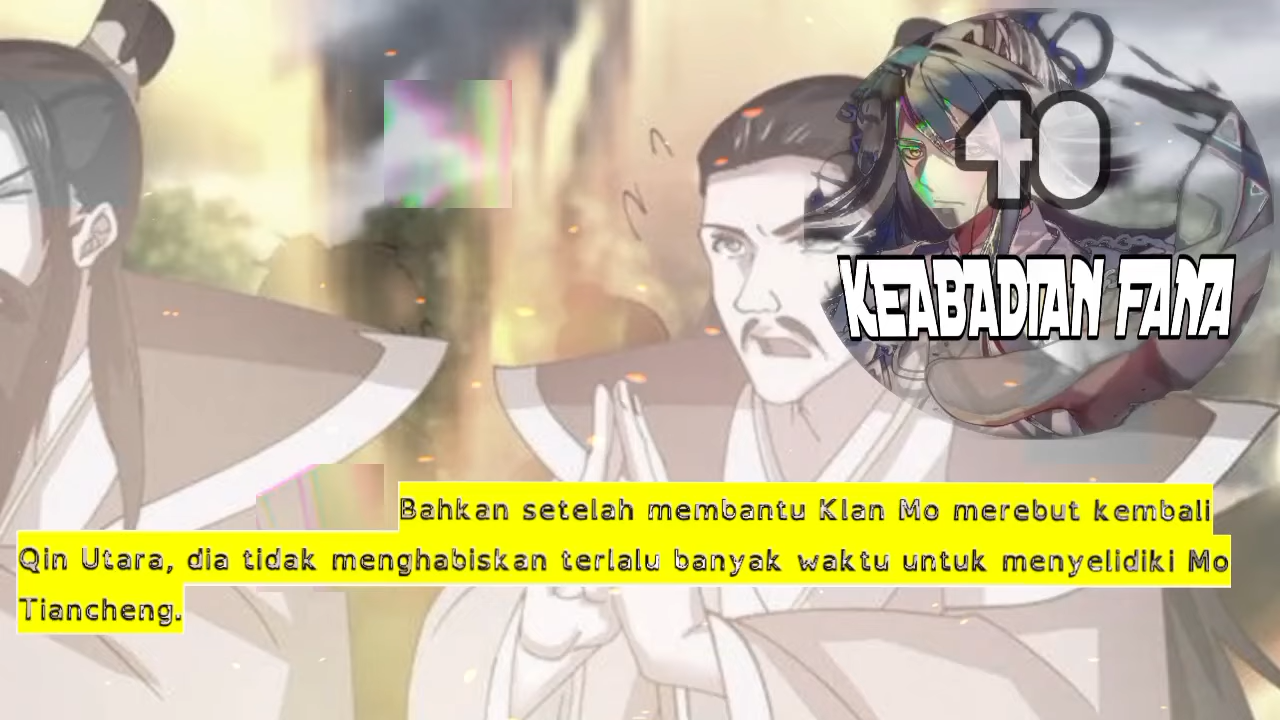 40
KEABADIAN FANA
Bahkan setelah membantu Klan Mo merebut kembali
Qin Utara, dia tidak menghabiskan terlalu banyak waktu untuk menyelidiki Mo
Tiancheng.